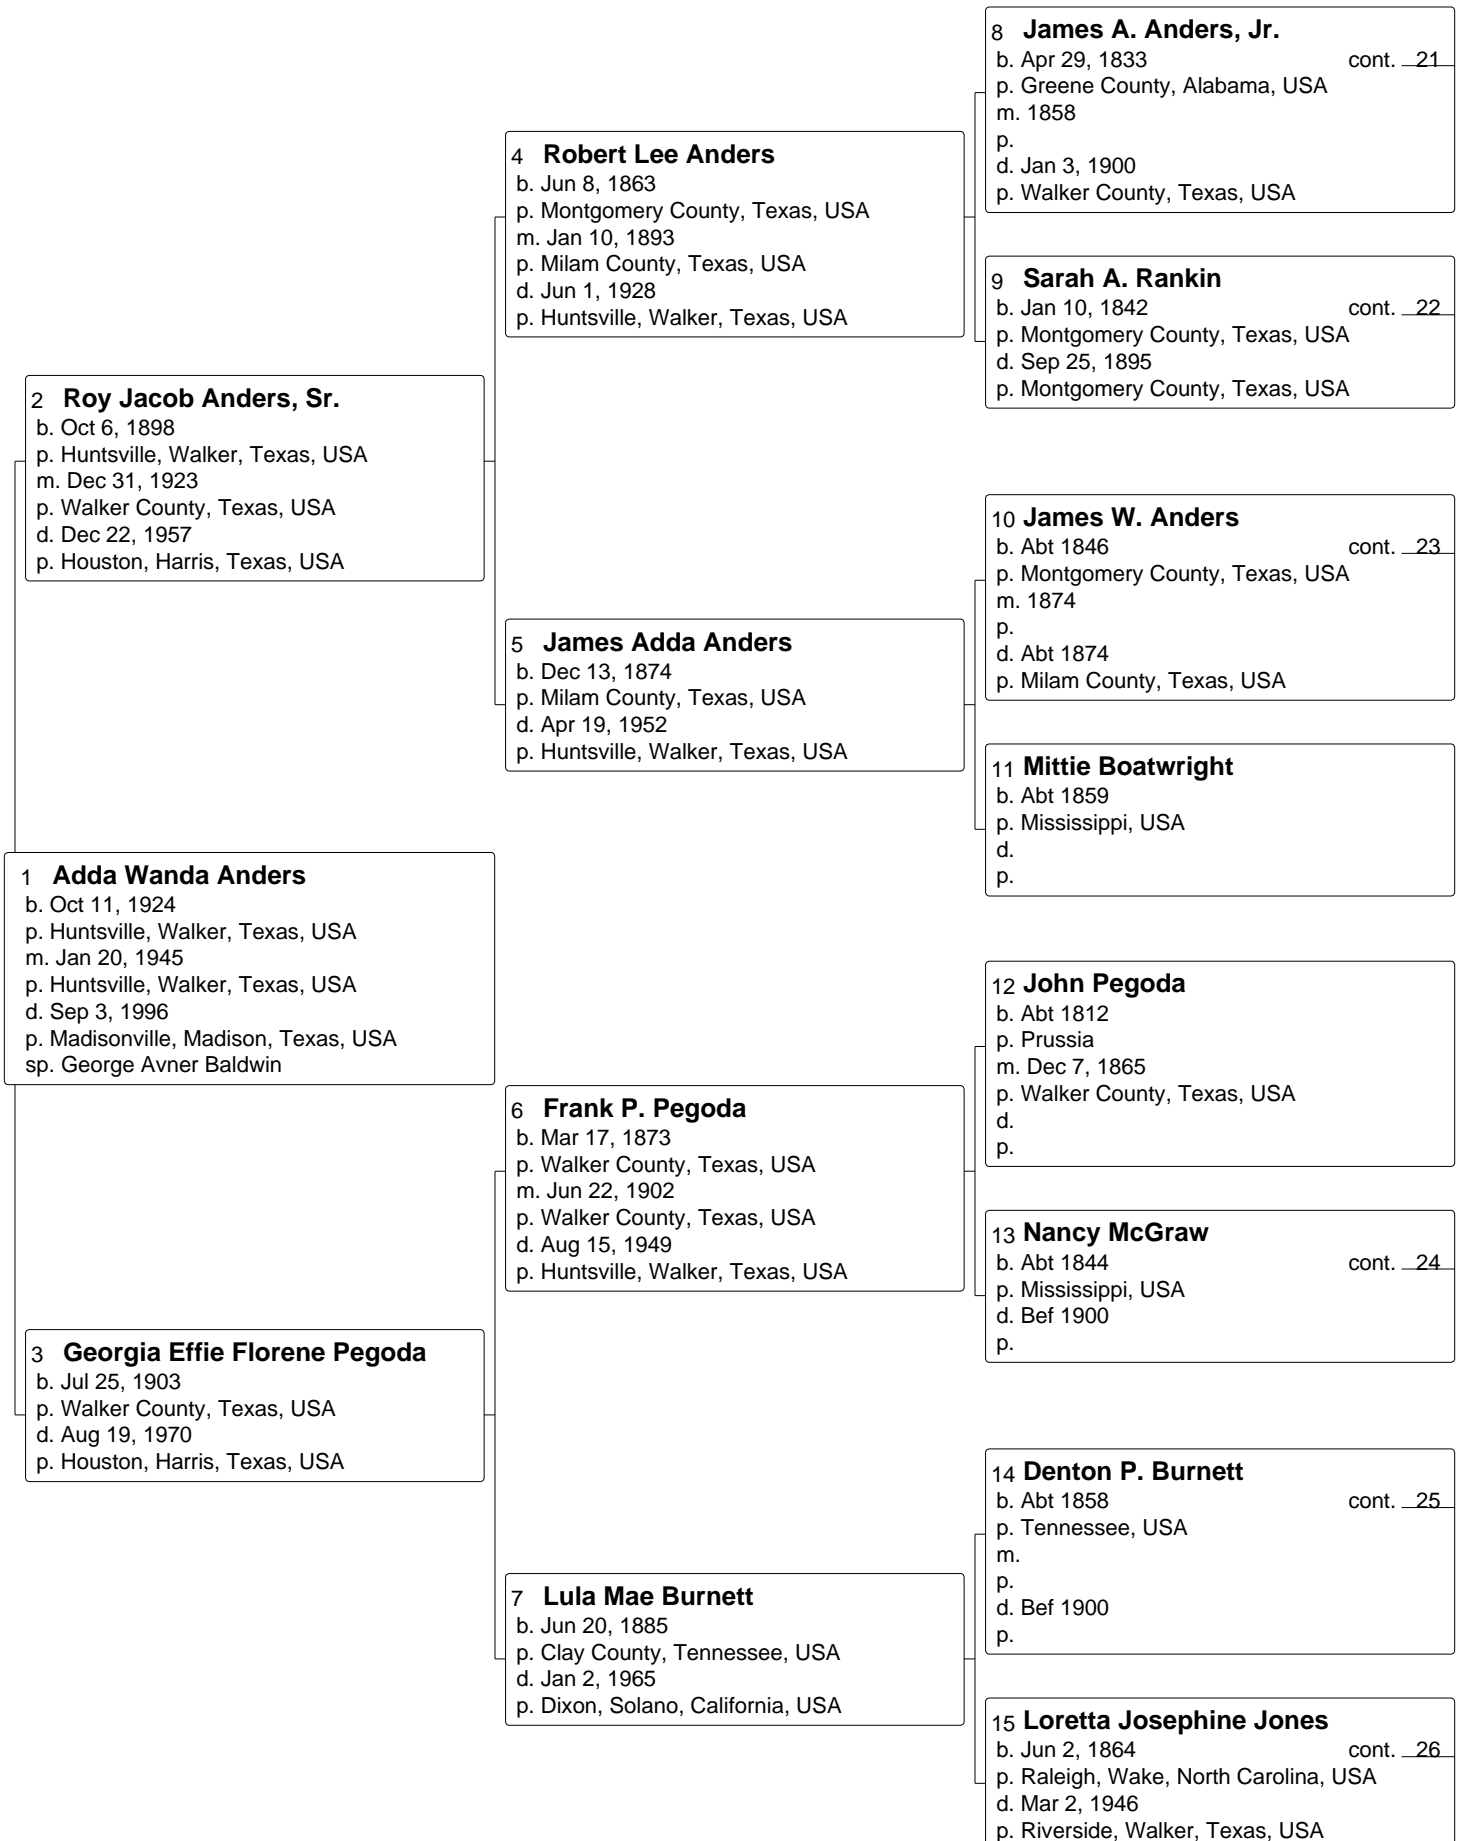 8 James A. Anders, Jr.
b. Apr 29, 1833 cont. 21
p. Greene County, Alabama, USA
m. 1858
p.
d. Jan 3, 1900
p. Walker County, Texas, USA
4 Robert Lee Anders
b. Jun 8, 1863
p. Montgomery County, Texas, USA
m. Jan 10, 1893
p. Milam County, Texas, USA
d. Jun 1, 1928
p. Huntsville, Walker, Texas, USA
9 Sarah A. Rankin
b. Jan 10, 1842 cont. 22
p. Montgomery County, Texas, USA
d. Sep 25, 1895
p. Montgomery County, Texas, USA
2 Roy Jacob Anders, Sr.
b. Oct 6, 1898
p. Huntsville, Walker, Texas, USA
m. Dec 31, 1923
p. Walker County, Texas, USA
d. Dec 22, 1957
p. Houston, Harris, Texas, USA
10 James W. Anders
b. Abt 1846 cont. 23
p. Montgomery County, Texas, USA
m. 1874
p.
d. Abt 1874
p. Milam County, Texas, USA
5 James Adda Anders
b. Dec 13, 1874
p. Milam County, Texas, USA
d. Apr 19, 1952
p. Huntsville, Walker, Texas, USA
11 Mittie Boatwright
b. Abt 1859
p. Mississippi, USA
d.
p.
1 Adda Wanda Anders
b. Oct 11, 1924
p. Huntsville, Walker, Texas, USA
m. Jan 20, 1945
p. Huntsville, Walker, Texas, USA
d. Sep 3, 1996
p. Madisonville, Madison, Texas, USA
sp. George Avner Baldwin
12 John Pegoda
b. Abt 1812
p. Prussia
m. Dec 7, 1865
p. Walker County, Texas, USA
d.
p.
6 Frank P. Pegoda
b. Mar 17, 1873
p. Walker County, Texas, USA
m. Jun 22, 1902
p. Walker County, Texas, USA
d. Aug 15, 1949
p. Huntsville, Walker, Texas, USA
13 Nancy McGraw
b. Abt 1844 cont. 24
p. Mississippi, USA
d. Bef 1900
p.
3 Georgia Effie Florene Pegoda
b. Jul 25, 1903
p. Walker County, Texas, USA
d. Aug 19, 1970
p. Houston, Harris, Texas, USA
14 Denton P. Burnett
b. Abt 1858 cont. 25
p. Tennessee, USA
m.
p.
d. Bef 1900
p.
7 Lula Mae Burnett
b. Jun 20, 1885
p. Clay County, Tennessee, USA
d. Jan 2, 1965
p. Dixon, Solano, California, USA
15 Loretta Josephine Jones
b. Jun 2, 1864 cont. 26
p. Raleigh, Wake, North Carolina, USA
d. Mar 2, 1946
p. Riverside, Walker, Texas, USA